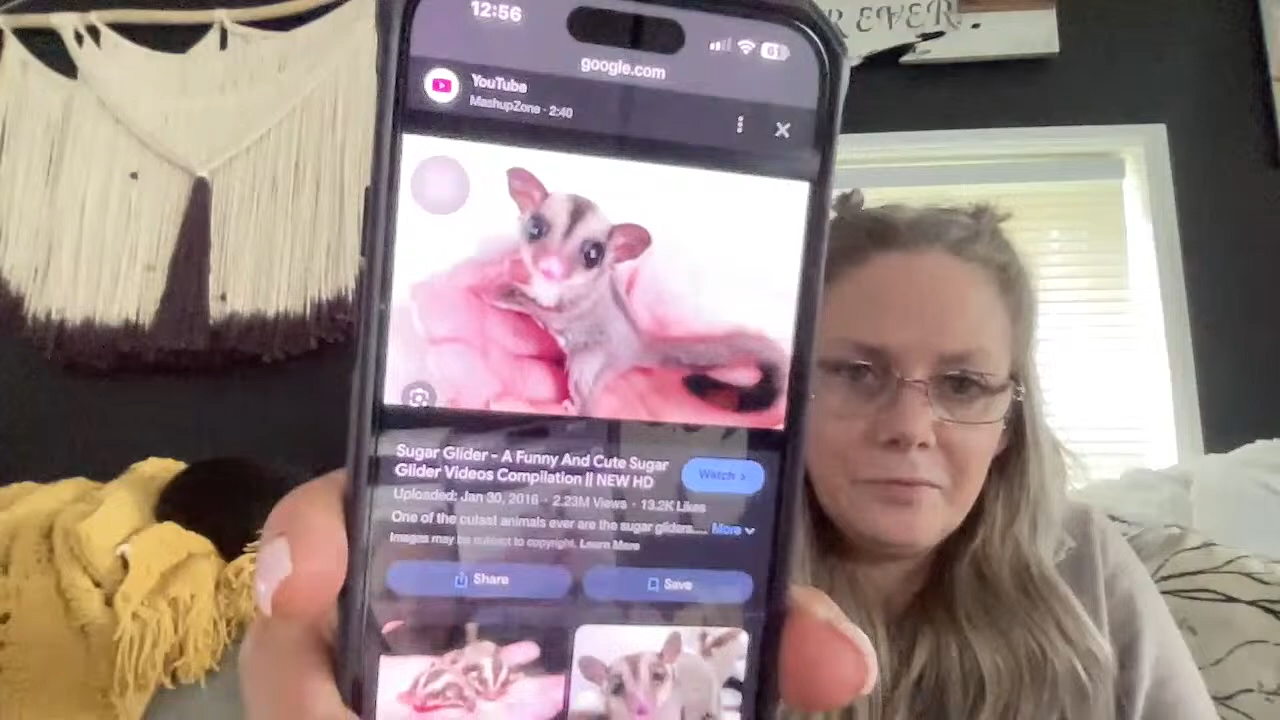 12:56
61
google.com
YouTube
MashupZone · 2:40
REVER
Sugar Glider - A Funny And Cute Sugar
Glider Videos Compilation || NEW HD
Watch >
Uploaded: Jan 30, 2016 · 2.23M Views · 13.2K Likes
One of the cutest animals ever are the sugar gliders.... More
Images may be subject to copyright. Learn More
Share
Save